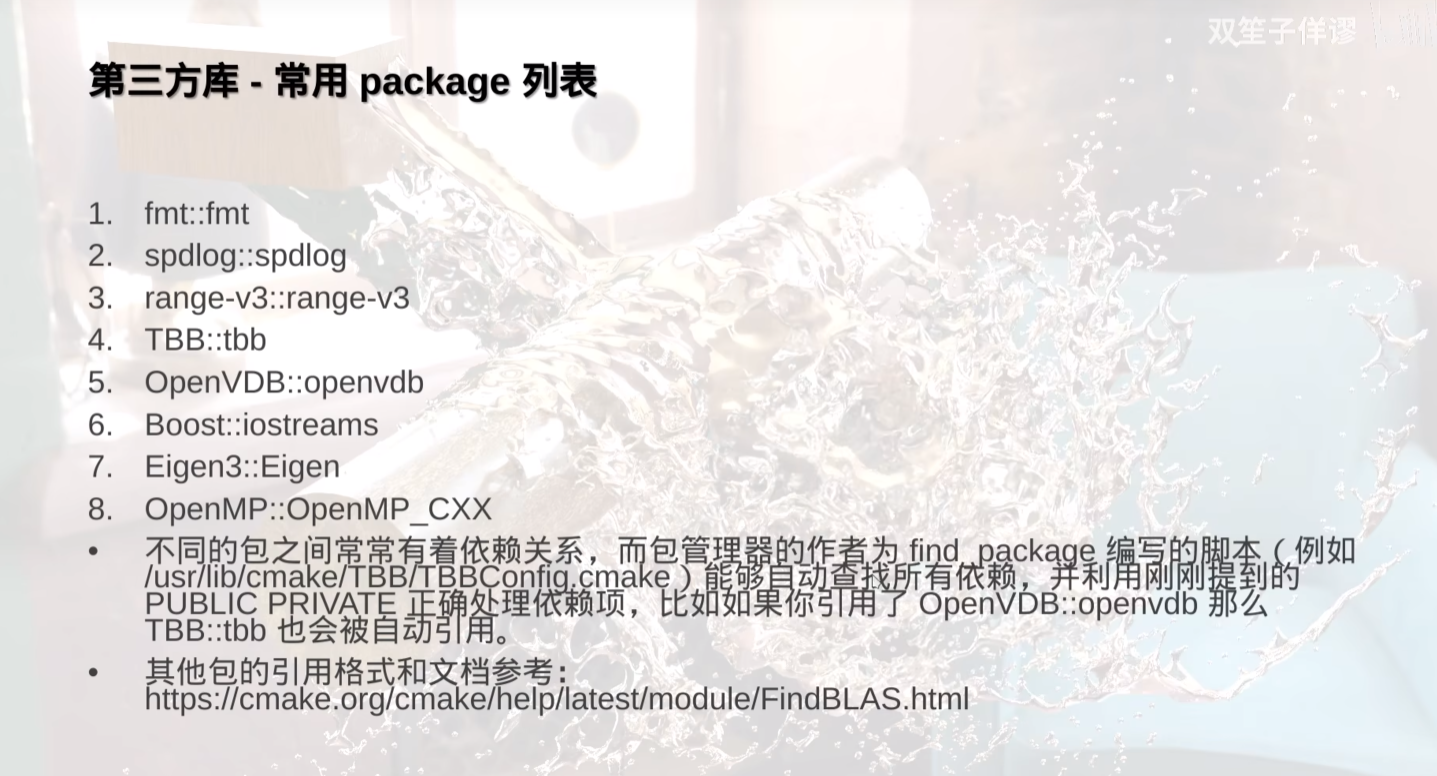 双笙子佯谬
第三方库 - 常用 package 列表
1. fmt::fmt
2. spdlog::spdlog
3. range-v3::range-v3
4. TBB::tbb
5. OpenVDB::openvdb
6. Boost::iostreams
7. Eigen3::Eigen
8. OpenMP::OpenMP_CXX
• 不同的包之间常常有着依赖关系，而包管理器的作者为 find_package 编写的脚本（例如
/usr/lib/cmake/TBB/TBBConfig.cmake）能够自动查找所有依赖，并利用刚刚提到的
PUBLIC PRIVATE 正确处理依赖项，比如如果你引用了 OpenVDB::openvdb 那么
TBB::tbb 也会被自动引用。
• 其他包的引用格式和文档参考：
https://cmake.org/cmake/help/latest/module/FindBLAS.html